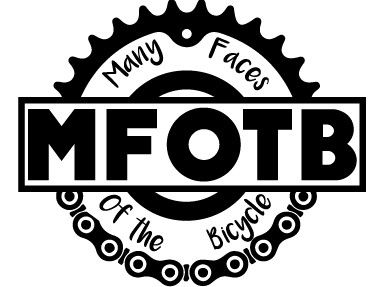 Many Faces
MFOTB
Of the Bicycle